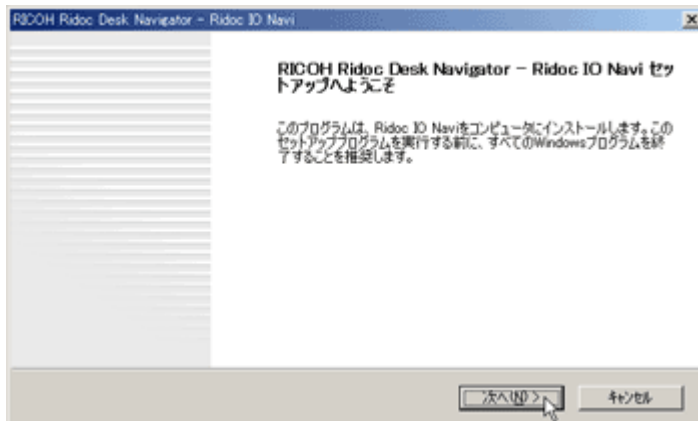 RICOH Ridoc Desk Navigator - Ridoc IO Navi
RICOH Ridoc Desk Navigator - Ridoc IO Navi セッ
トアップへようこそ
このプログラムは、Ridoc IO Naviをコンピュータにインストールします。この
セットアッププログラムを実行する前に、すべてのWindowsプログラムを終
了することを推奨します。
次へ(N) >
キャンセル